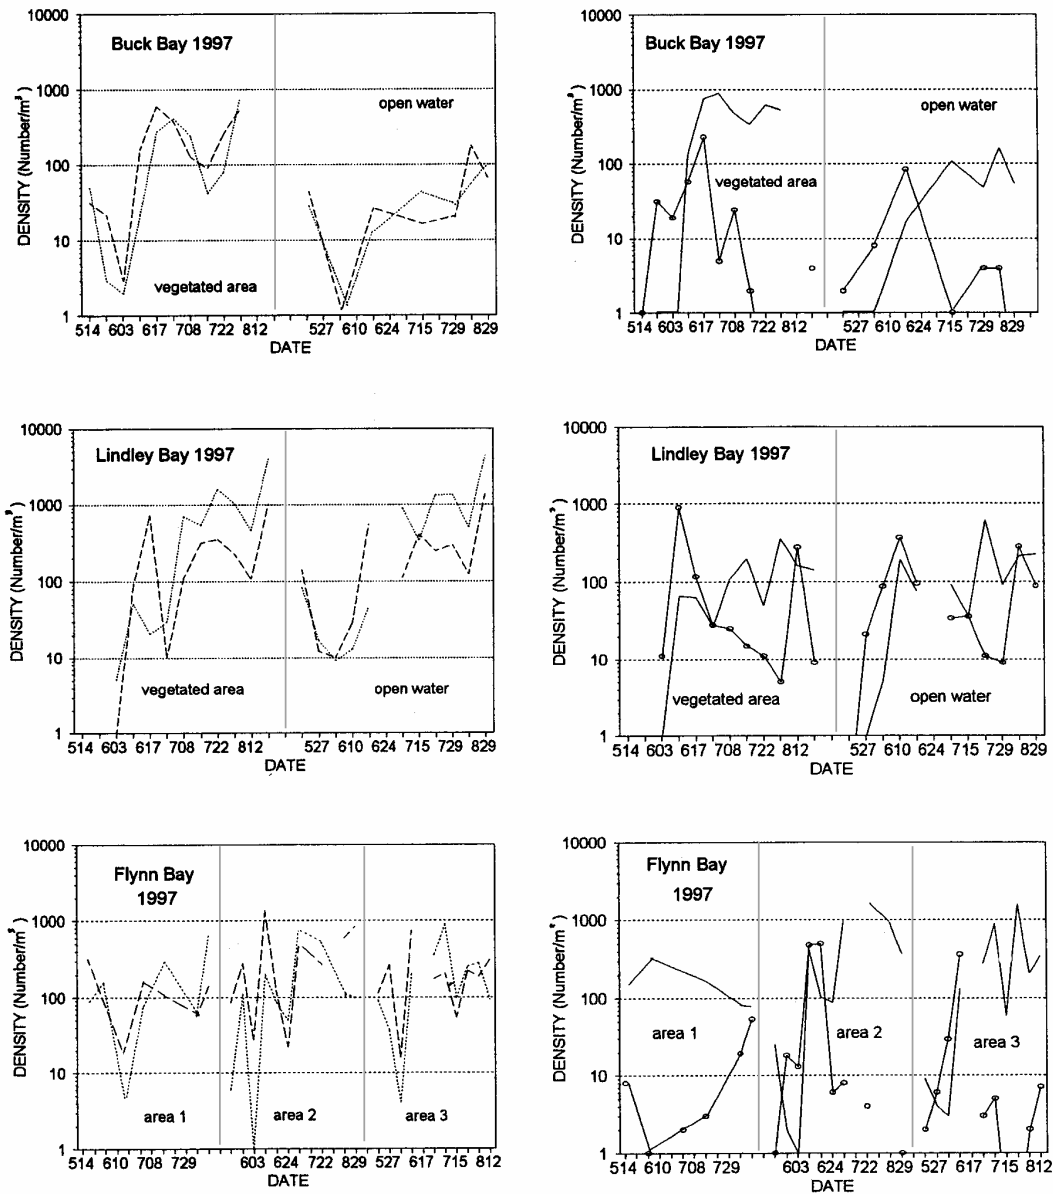 10000
1000
100
10
1
DENSITY (Number/m³)
Buck Bay 1997
open water
vegetated area
514 603 617 708 722 812 527 610 624 715 729 829
DATE
10000
1000
100
10
1
DENSITY (Number/m³)
Buck Bay 1997
open water
vegetated area
514 603 617 708 722 812 527 610 624 715 729 829
DATE
10000
1000
100
10
1
DENSITY (Number/m³)
Lindley Bay 1997
vegetated area
open water
514 603 617 708 722 812 527 610 624 715 729 829
DATE
10000
1000
100
10
1
DENSITY (Number/m³)
Lindley Bay 1997
vegetated area
open water
514 603 617 708 722 812 527 610 624 715 729 829
DATE
10000
1000
100
10
1
DENSITY (Number/m³)
Flynn Bay
1997
area 1
area 2
area 3
514 610 708 729 603 624 722 829 527 617 715 812
DATE
10000
1000
100
10
1
DENSITY (Number/m³)
Flynn Bay
1997
area 1
area 2
area 3
514 610 708 729 603 624 722 829 527 617 715 812
DATE